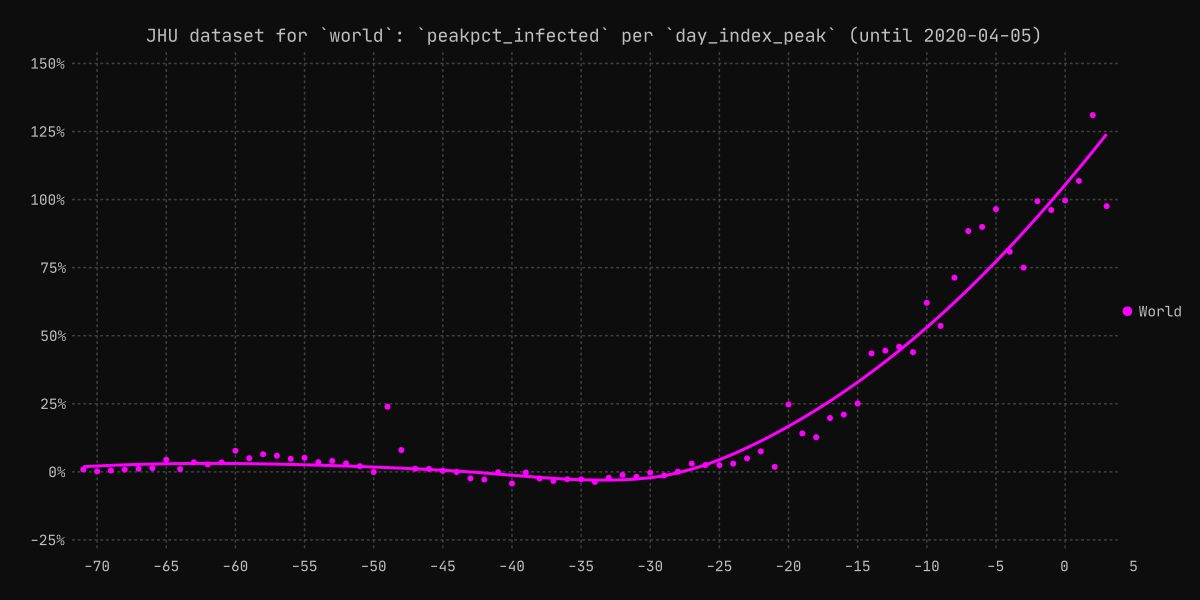 JHU dataset for `world`: `peakpct_infected` per `day_index_peak` (until 2020-04-05)
150%
125%
100%
75%
50%
25%
0%
-25%
World
-70 -65 -60 -55 -50 -45 -40 -35 -30 -25 -20 -15 -10 -5 0 5